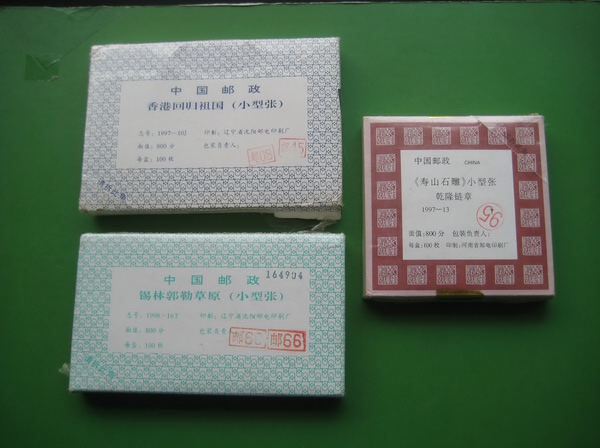 中国邮政
香港回归祖国（小型张）
志号：1997—10J 印制：辽宁省沈阳邮电印刷厂
面值：800分 包装负责人：
每盒：100枚
中国邮政
164904
锡林郭勒草原（小型张）
志号：1998—16T 印制：辽宁省沈阳邮电印刷厂
面值：800分 包装负责人
每盒：100枚
邮66
中国邮政 CHINA
《寿山石雕》小型张
乾隆链章
1997—13
95
面值：800分 包装负责人：
每盒：100枚 印制：河南省邮电印刷厂